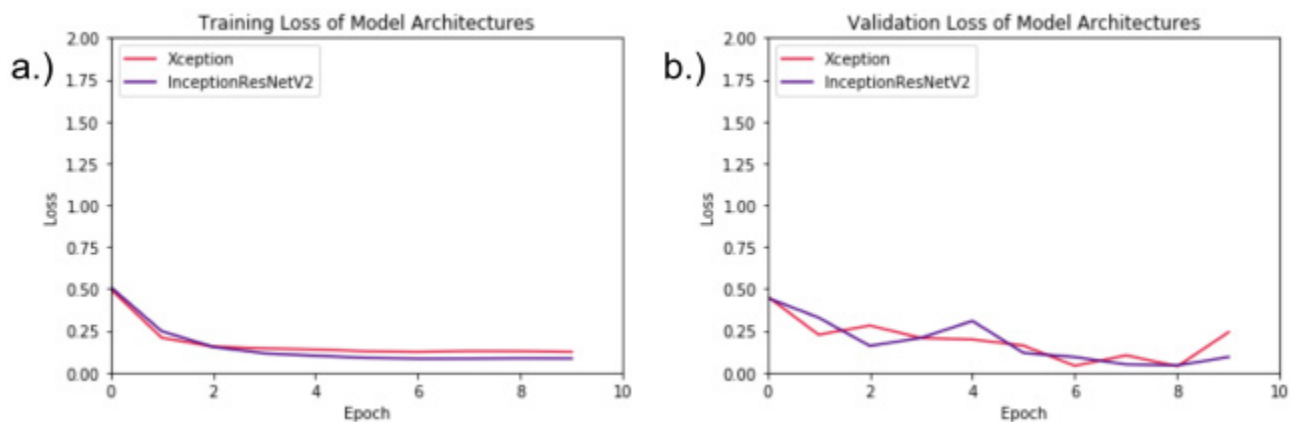 a.)
Training Loss of Model Architectures
2.00
1.75
1.50
1.25
1.00
0.75
0.50
0.25
0.00
Loss
Xception
InceptionResNetV2
0 2 4 6 8 10
Epoch
b.)
Validation Loss of Model Architectures
2.00
1.75
1.50
1.25
1.00
0.75
0.50
0.25
0.00
Loss
Xception
InceptionResNetV2
0 2 4 6 8 10
Epoch